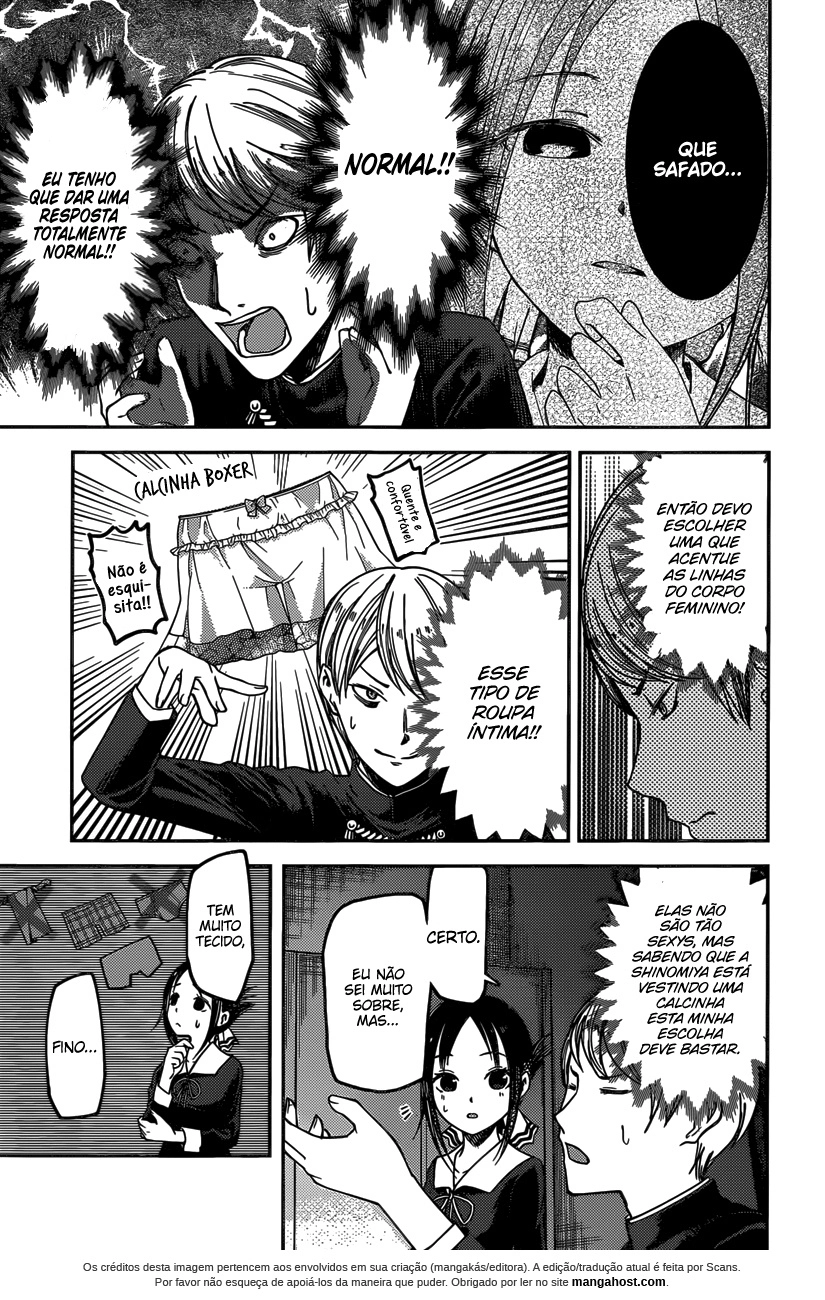 QUE
SAFADO...
NORMAL!!
EU TENHO
QUE DAR UMA
RESPOSTA
TOTALMENTE
NORMAL!!
ENTÃO DEVO
ESCOLHER
UMA QUE
ACENTUE
AS LINHAS
DO CORPO
FEMININO!
CALCINHA BOXER
Quente e
confortável
Não é
esqui-
sita!!
ESSE
TIPO DE
ROUPA
ÍNTIMA!!
ELAS NÃO
SÃO TÃO
SEXYS, MAS
SABENDO QUE A
SHINOMIYA ESTÁ
VESTINDO UMA
CALCINHA
ESTA MINHA
ESCOLHA
DEVE BASTAR.
CERTO.
EU NÃO
SEI MUITO
SOBRE,
MAS...
TEM
MUITO
TECIDO,
FINO...
Os créditos desta imagem pertencem aos envolvidos em sua criação (mangakás/editora). A edição/tradução atual é feita por Scans.
Por favor não esqueça de apoiá-los da maneira que puder. Obrigado por ler no site mangahost.com.